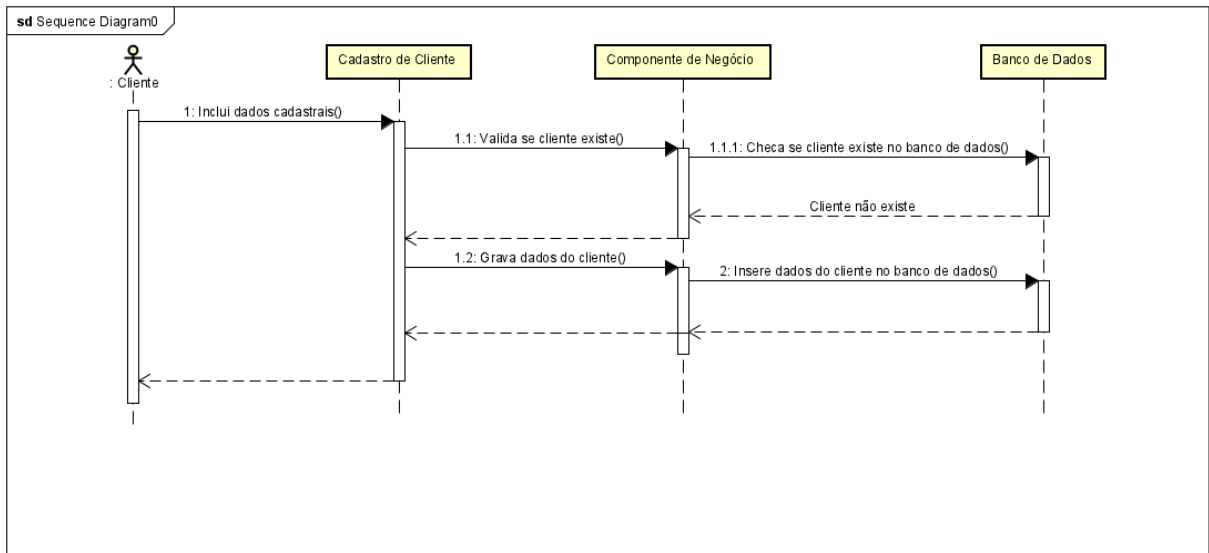 sd Sequence Diagram0
: Cliente
Cadastro de Cliente
Componente de Negócio
Banco de Dados
1: Inclui dados cadastrais()
1.1: Valida se cliente existe()
1.1.1: Checa se cliente existe no banco de dados()
Cliente não existe
1.2: Grava dados do cliente()
2: Insere dados do cliente no banco de dados()